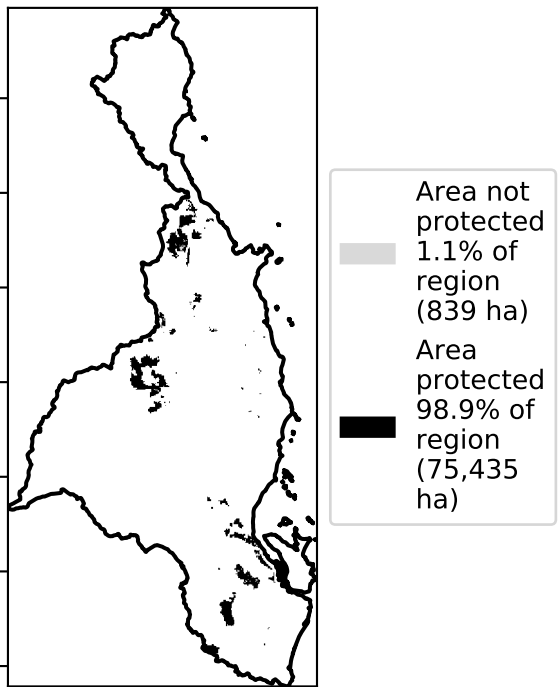 Area not
protected
1.1% of
region
(839 ha)
Area
protected
98.9% of
region
(75,435
ha)